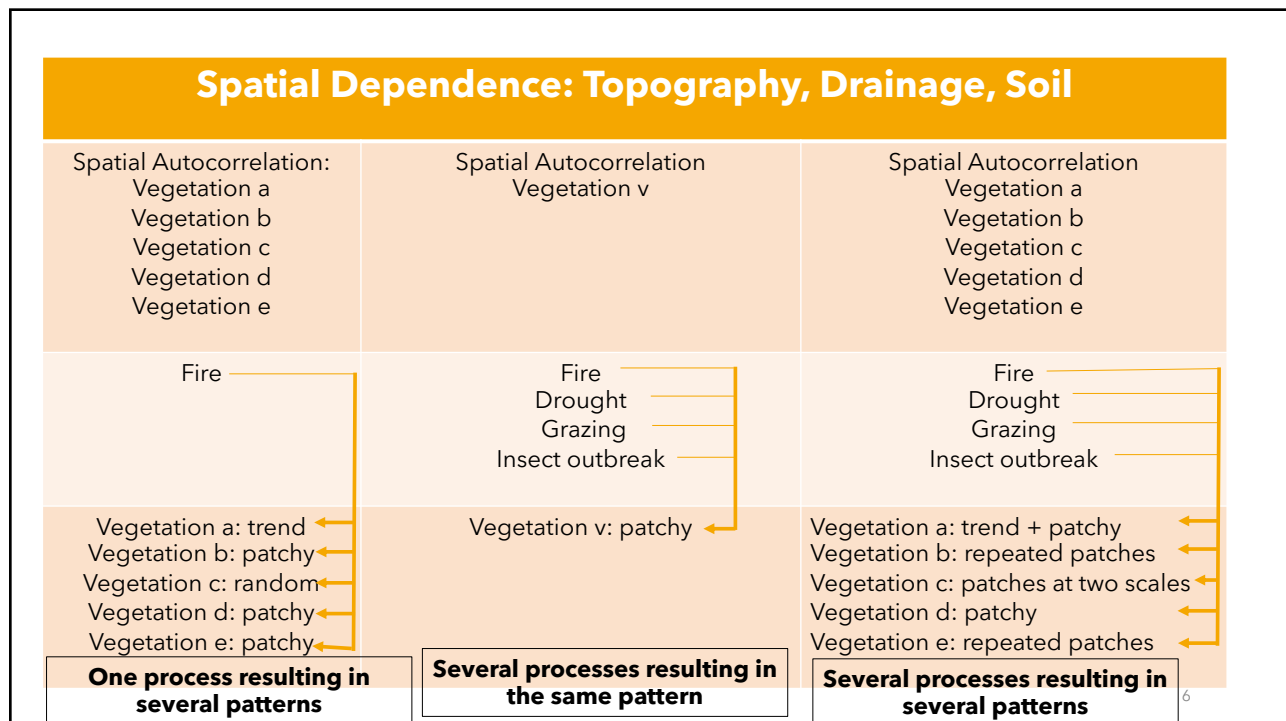 Spatial Dependence: Topography, Drainage, Soil
Spatial Autocorrelation:
Vegetation a
Vegetation b
Vegetation c
Vegetation d
Vegetation e
Spatial Autocorrelation
Vegetation v
Spatial Autocorrelation
Vegetation a
Vegetation b
Vegetation c
Vegetation d
Vegetation e
Fire
Fire
Drought
Grazing
Insect outbreak
Fire
Drought
Grazing
Insect outbreak
Vegetation a: trend
Vegetation b: patchy
Vegetation c: random
Vegetation d: patchy
Vegetation e: patchy
Vegetation v: patchy
Vegetation a: trend + patchy
Vegetation b: repeated patches
Vegetation c: patches at two scales
Vegetation d: patchy
Vegetation e: repeated patches
One process resulting in
several patterns
Several processes resulting in
the same pattern
Several processes resulting in
several patterns
6